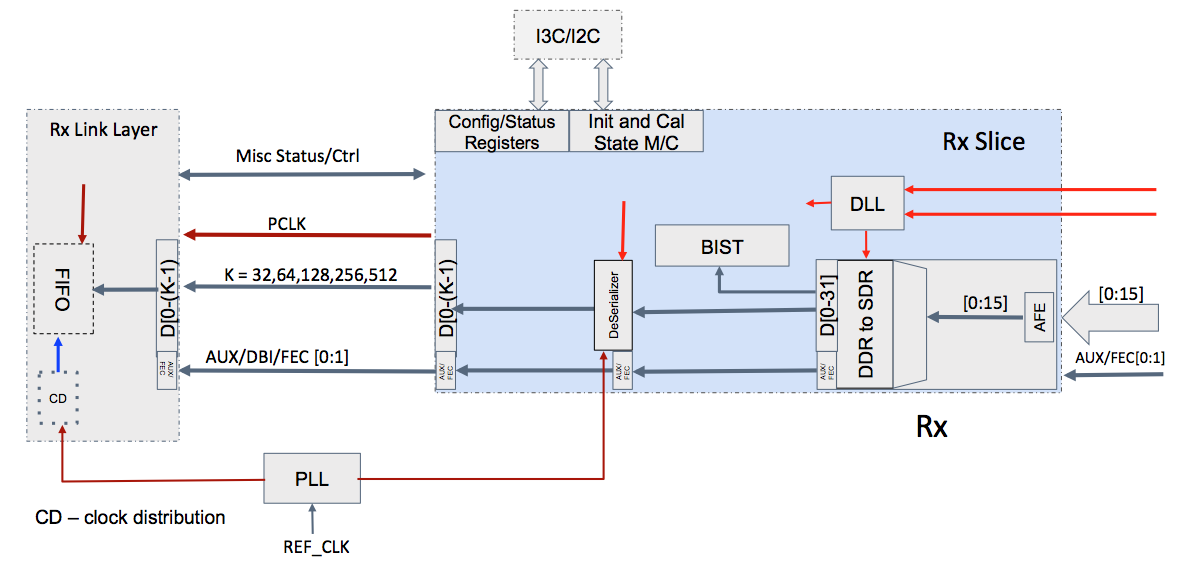 I3C/I2C
Rx Link Layer
Config/Status
Registers
Init and Cal
State M/C
Rx Slice
Misc Status/Ctrl
DLL
PCLK
BIST
FIFO
D[0-(K-1)
K = 32,64,128,256,512
D[0-(K-1)
DeSerializer
D[0-31]
DDR to SDR
[0:15]
AFE
[0:15]
AUX/DBI/FEC [0:1]
AUX/
FEC
AUX/
FEC
AUX/
FEC
AUX/
FEC
AUX/FEC[0:1]
CD
Rx
PLL
CD – clock distribution
REF_CLK